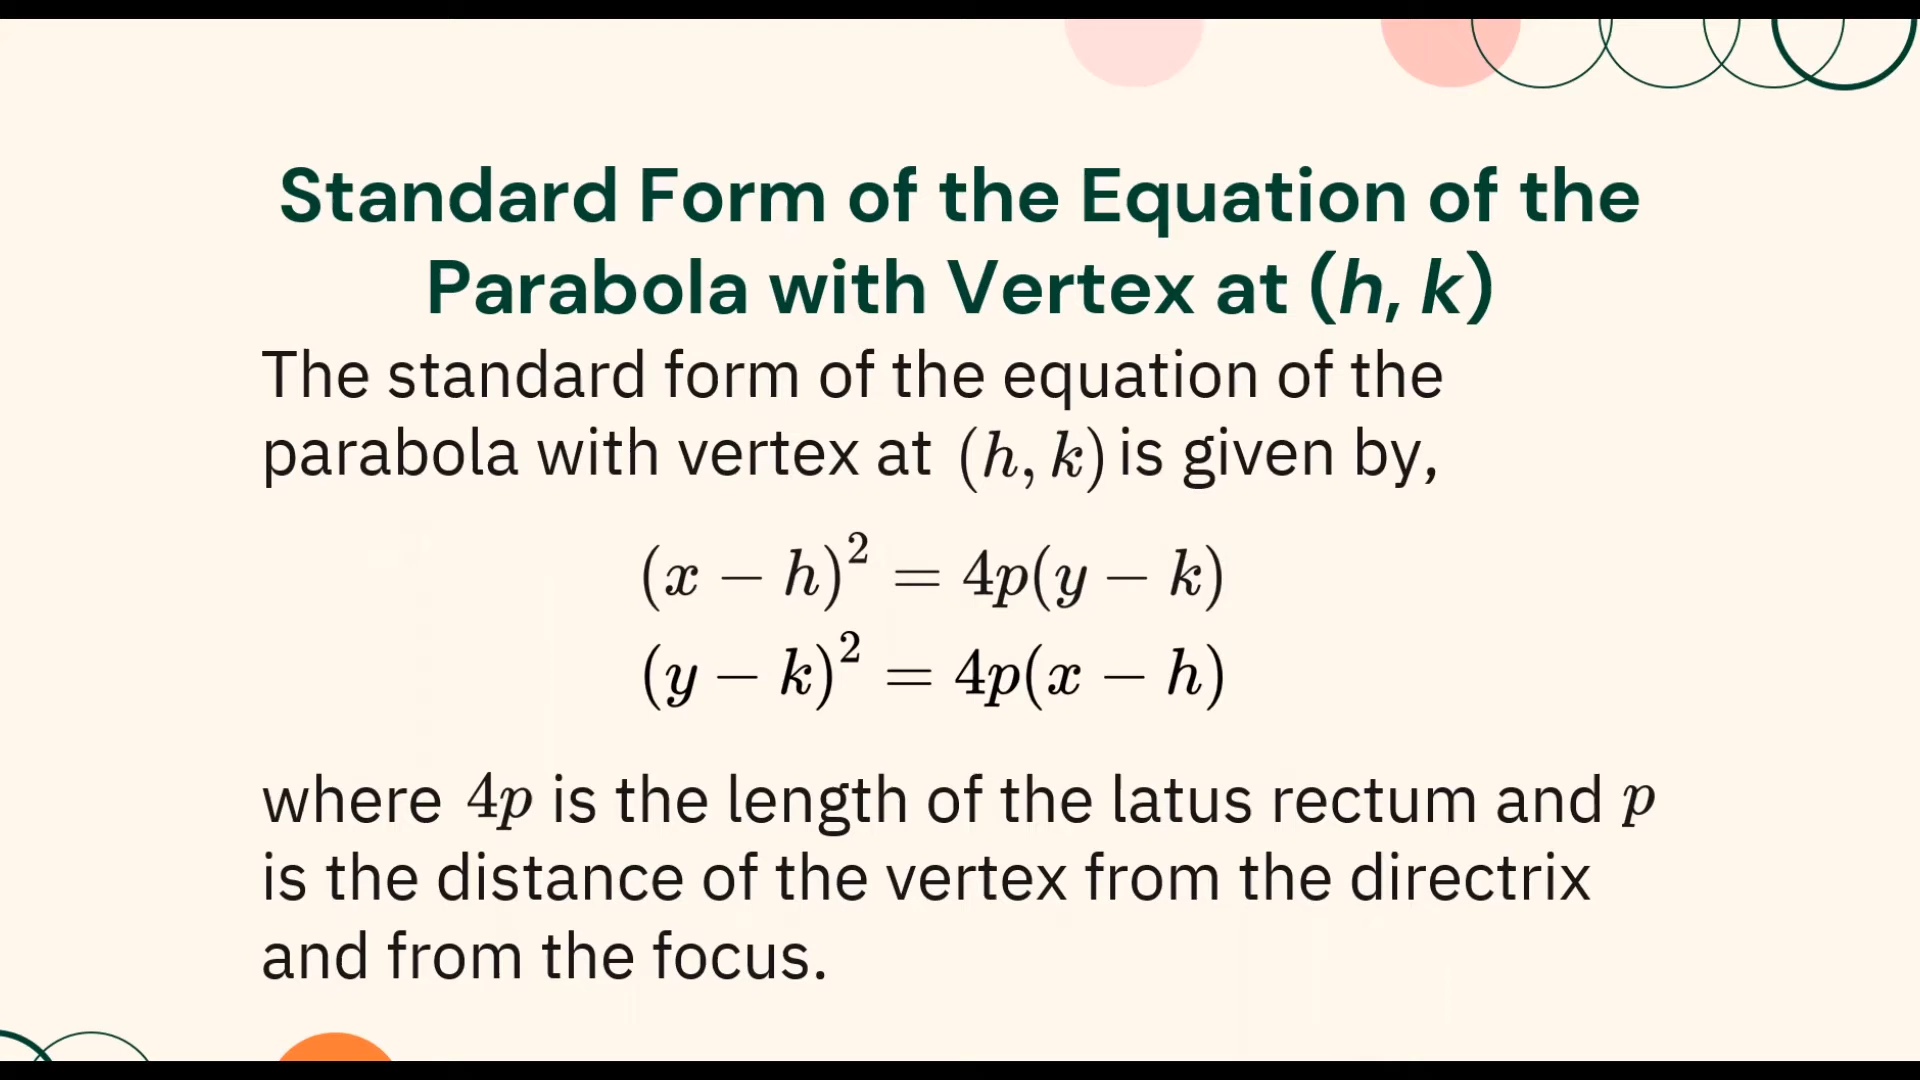 Standard Form of the Equation of the
Parabola with Vertex at (h, k)
The standard form of the equation of the
parabola with vertex at (h, k) is given by,
(x − h)² = 4p(y − k)
(y − k)² = 4p(x − h)
where 4p is the length of the latus rectum and p
is the distance of the vertex from the directrix
and from the focus.